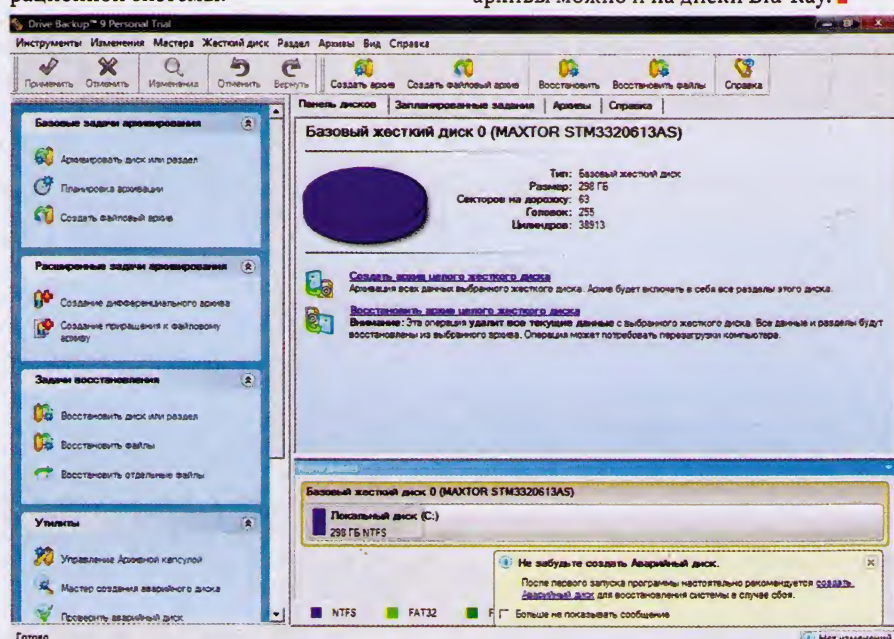 рационной системы.
архивы можно и на диски Blu-Ray.
Drive Backup™ 9 Personal Trial
Инструменты Изменения Мастера Жесткий диск Раздел Архивы Вид Справка
Применить Отменить Изменения Отменить Вернуть Создать архив Создать файловый архив Восстановить Восстановить файлы Справка
Панель дисков Запланированные задания Архивы Справка
Базовые задачи архивирования
Архивировать диск или раздел
Планировка архивации
Создать файловый архив
Расширенные задачи архивирования
Создание дифференциального архива
Создание приращения к файловому
архиву
Задачи восстановления
Восстановить диск или раздел
Восстановить файлы
Восстановить отдельные файлы
Утилиты
Управление Архивной капсулой
Мастер создания аварийного диска
Проверить аварийный диск
Базовый жесткий диск 0 (MAXTOR STM3320613AS)
Тип: Базовый жесткий диск
Размер: 298 ГБ
Секторов на дорожку: 63
Головок: 255
Цилиндров: 38913
Создать архив целого жесткого диска
Архивация всех данных выбранного жесткого диска. Архив будет включать в себя все разделы этого диска.
Восстановить архив целого жесткого диска
Внимание: Эта операция удалит все текущие данные с выбранного жесткого диска. Все данные и разделы будут
восстановлены из выбранного архива. Операция может потребовать перезагрузки компьютера.
Базовый жесткий диск 0 (MAXTOR STM3320613AS)
Локальный диск (C:)
298 ГБ NTFS
Не забудьте создать Аварийный диск.
После первого запуска программы настоятельно рекомендуется создать
Аварийный диск для восстановления системы в случае сбоя.
Больше не показывать сообщение
NTFS FAT32 F
Готово
Нет изменений